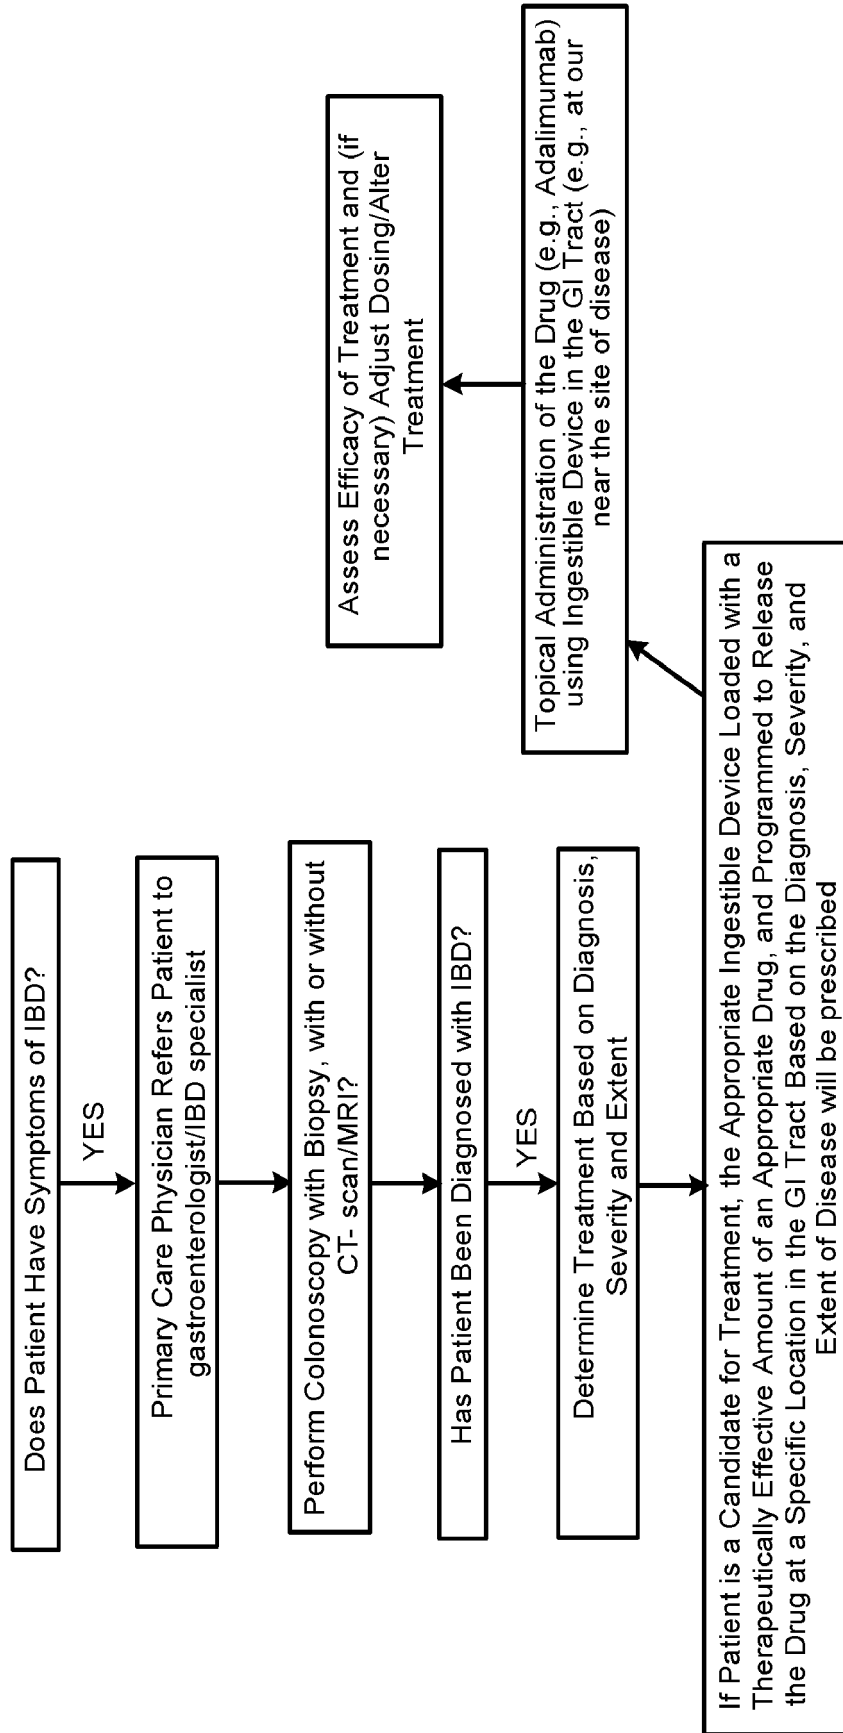 Does Patient Have Symptoms of IBD?
YES
Primary Care Physician Refers Patient to
gastroenterologist/IBD specialist
Perform Colonoscopy with Biopsy, with or without
CT- scan/MRI?
Has Patient Been Diagnosed with IBD?
YES
Determine Treatment Based on Diagnosis,
Severity and Extent
If Patient is a Candidate for Treatment, the Appropriate Ingestible Device Loaded with a
Therapeutically Effective Amount of an Appropriate Drug, and Programmed to Release
the Drug at a Specific Location in the GI Tract Based on the Diagnosis, Severity, and
Extent of Disease will be prescribed
Topical Administration of the Drug (e.g., Adalimumab)
using Ingestible Device in the GI Tract (e.g., at our
near the site of disease)
Assess Efficacy of Treatment and (if
necessary) Adjust Dosing/Alter
Treatment